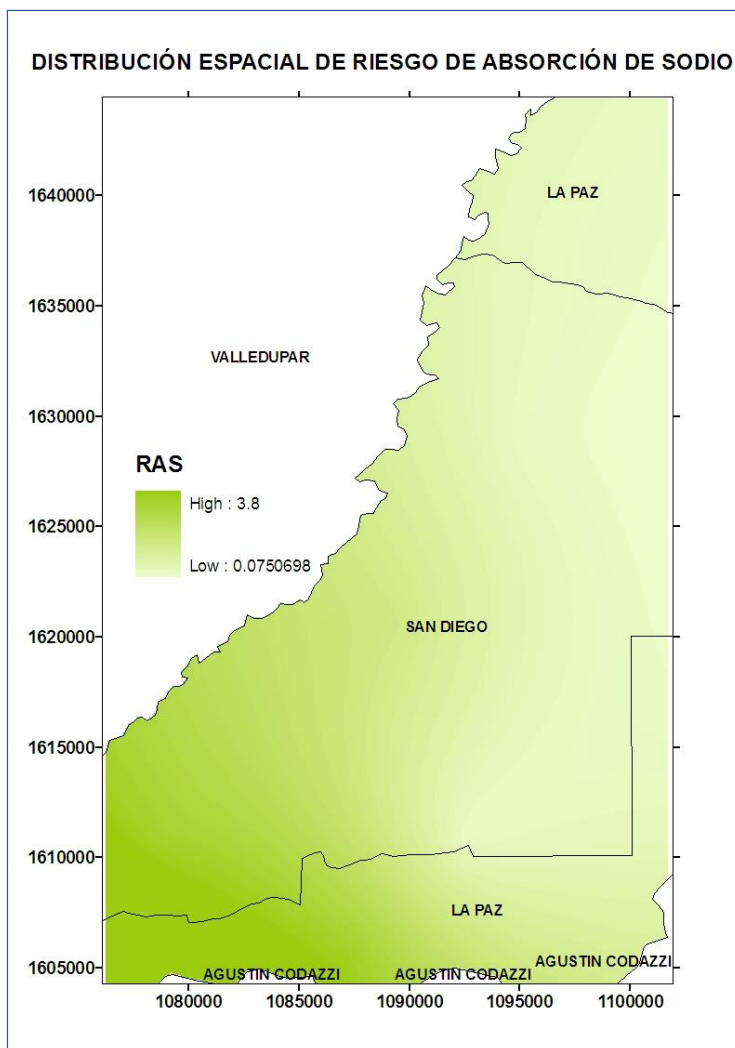 DISTRIBUCIÓN ESPACIAL DE RIESGO DE ABSORCIÓN DE SODIO
1640000
LA PAZ
1635000
VALLEDUPAR
1630000
RAS
High : 3.8
1625000
Low : 0.0750698
1620000
SAN DIEGO
1615000
1610000
LA PAZ
1605000
AGUSTIN CODAZZI
AGUSTIN CODAZZI
AGUSTIN CODAZZI
1080000 1085000 1090000 1095000 1100000